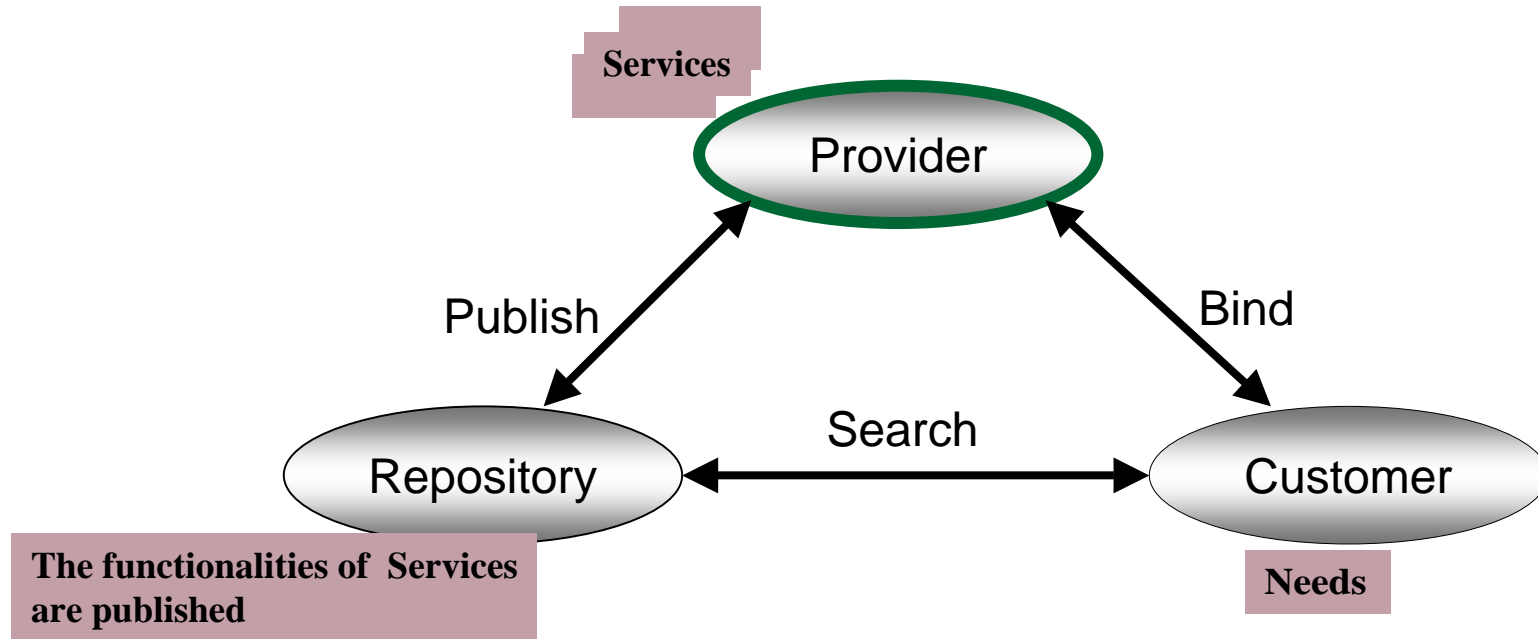 Services
Provider
Publish
Bind
Search
Repository
Customer
The functionalities of Services
are published
Needs